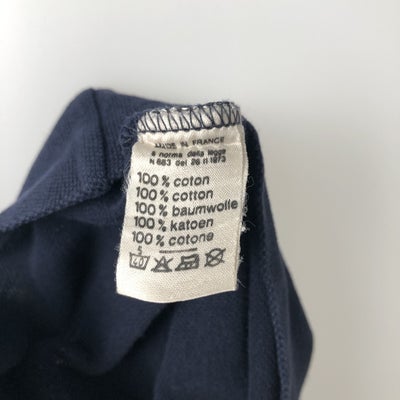 MADE IN FRANCE
a norma della legge
N 883 del 26 11 1973
100% coton
100% cotton
100% baumwolle
100% katoen
100% cotone
40